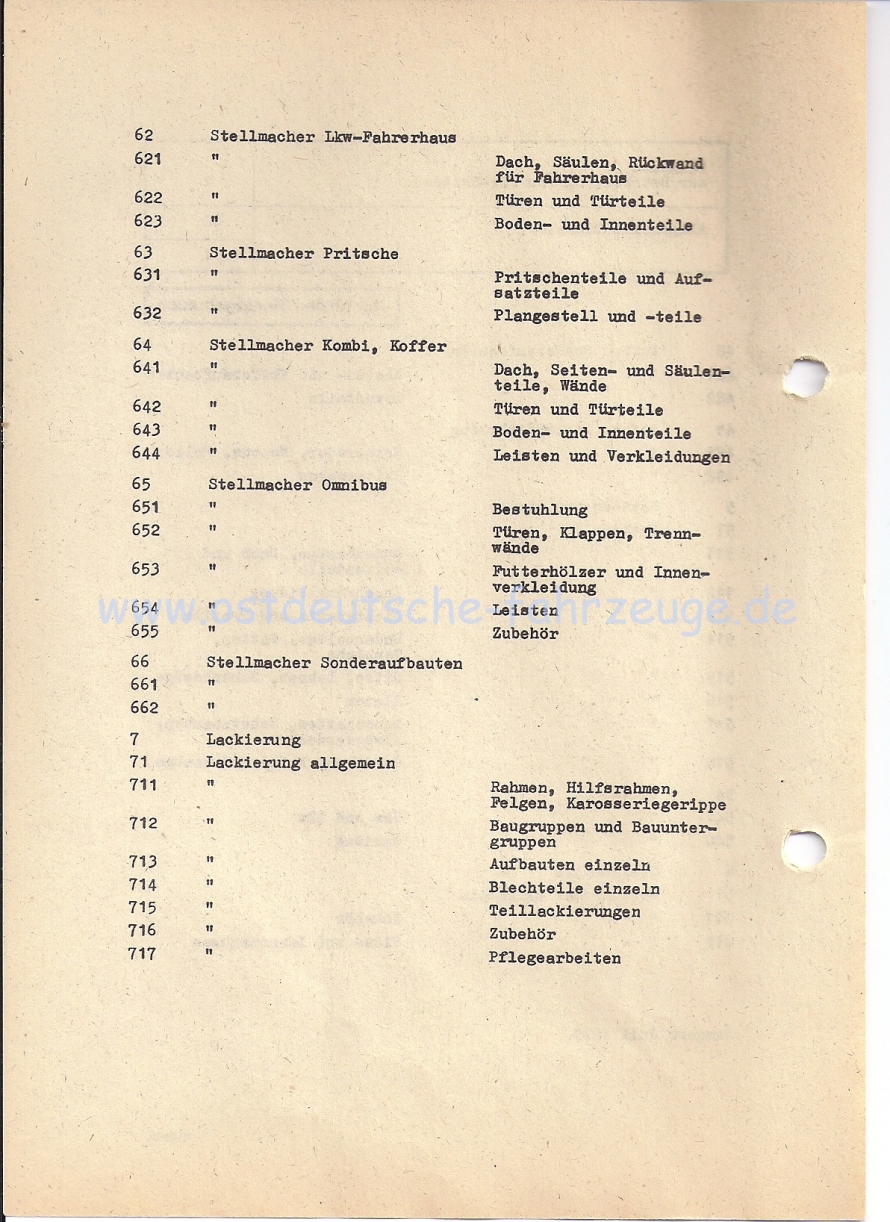 62 Stellmacher Lkw-Fahrerhaus
621 " Dach, Säulen, Rückwand
für Fahrerhaus
622 " Türen und Türteile
623 " Boden- und Innenteile
63 Stellmacher Pritsche
631 " Pritschenteile und Auf-
satzteile
632 " Plangestell und -teile
64 Stellmacher Kombi, Koffer
641 " Dach, Seiten- und Säulen-
teile, Wände
642 " Türen und Türteile
643 " Boden- und Innenteile
644 " Leisten und Verkleidungen
65 Stellmacher Omnibus
651 " Bestuhlung
652 " Türen, Klappen, Trenn-
wände
653 " Futterhölzer und Innen-
verkleidung
www.ostdeutsche-fahrzeuge.de
654 " Leisten
655 " Zubehör
66 Stellmacher Sonderaufbauten
661 "
662 "
7 Lackierung
71 Lackierung allgemein
711 " Rahmen, Hilfsrahmen,
Felgen, Karosseriegerippe
712 " Baugruppen und Bauunter-
gruppen
713 " Aufbauten einzeln
714 " Blechteile einzeln
715 " Teillackierungen
716 " Zubehör
717 " Pflegearbeiten